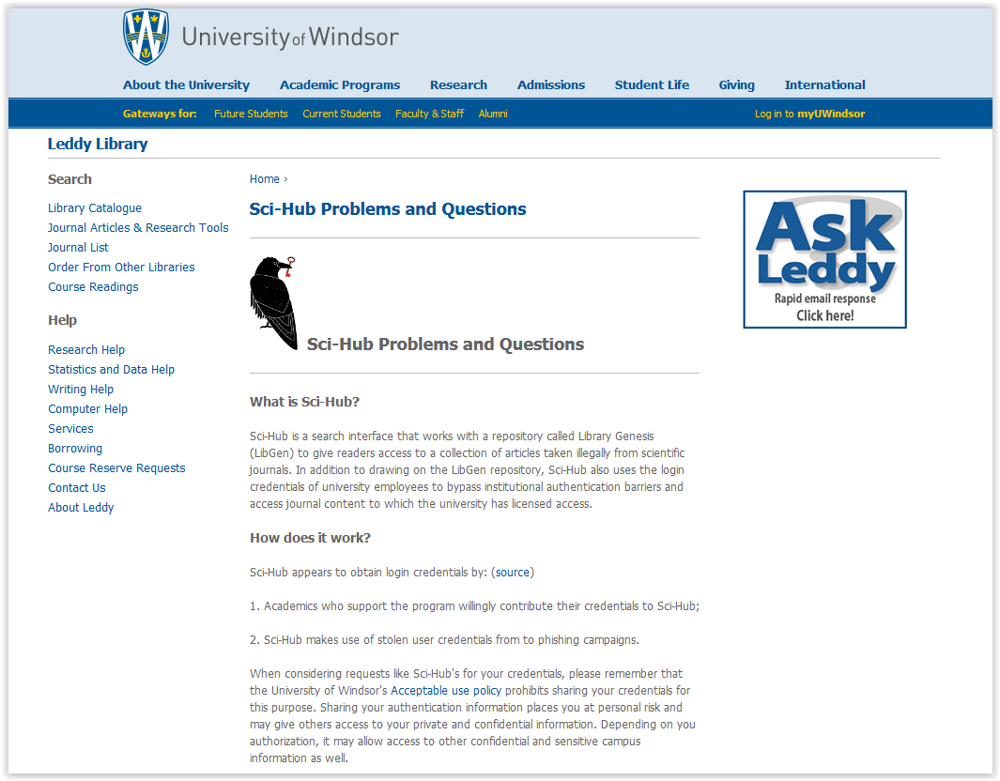 University of Windsor
About the University Academic Programs Research Admissions Student Life Giving International
Gateways for: Future Students Current Students Faculty & Staff Alumni Log in to myUWindsor
Leddy Library
Search
Library Catalogue
Journal Articles & Research Tools
Journal List
Order From Other Libraries
Course Readings
Help
Research Help
Statistics and Data Help
Writing Help
Computer Help
Services
Borrowing
Course Reserve Requests
Contact Us
About Leddy
Home ›
Sci-Hub Problems and Questions
Sci-Hub Problems and Questions
What is Sci-Hub?
Sci-Hub is a search interface that works with a repository called Library Genesis
(LibGen) to give readers access to a collection of articles taken illegally from scientific
journals. In addition to drawing on the LibGen repository, Sci-Hub also uses the login
credentials of university employees to bypass institutional authentication barriers and
access journal content to which the university has licensed access.
How does it work?
Sci-Hub appears to obtain login credentials by: (source)
1. Academics who support the program willingly contribute their credentials to Sci-Hub;
2. Sci-Hub makes use of stolen user credentials from to phishing campaigns.
When considering requests like Sci-Hub's for your credentials, please remember that
the University of Windsor's Acceptable use policy prohibits sharing your credentials for
this purpose. Sharing your authentication information places you at personal risk and
may give others access to your private and confidential information. Depending on you
authorization, it may allow access to other confidential and sensitive campus
information as well.
Ask
Leddy
Rapid email response
Click here!